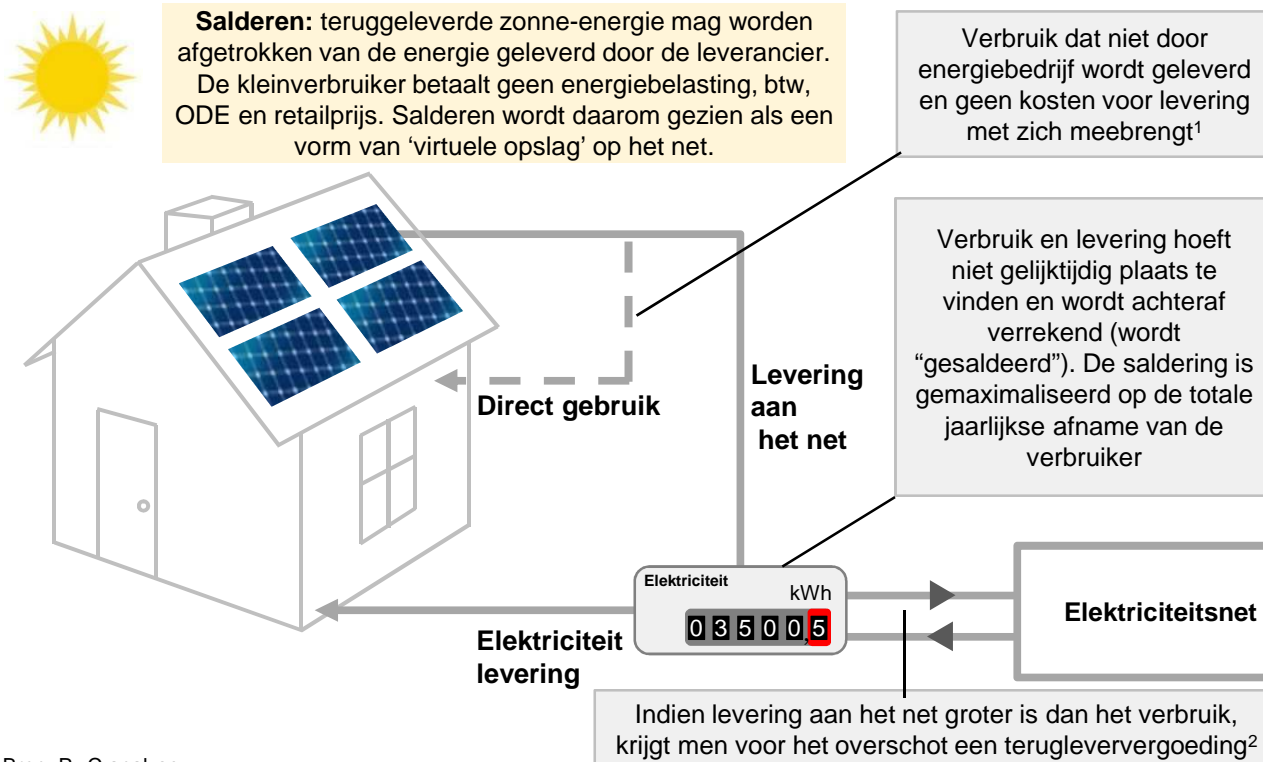 Salderen: teruggeleverde zonne-energie mag worden
afgetrokken van de energie geleverd door de leverancier.
De kleinverbruiker betaalt geen energiebelasting, btw,
ODE en retailprijs. Salderen wordt daarom gezien als een
vorm van ‘virtuele opslag’ op het net.
Verbruik dat niet door
energiebedrijf wordt geleverd
en geen kosten voor levering
met zich meebrengt¹
Verbruik en levering hoeft
niet gelijktijdig plaats te
vinden en wordt achteraf
verrekend (wordt
“gesaldeerd”). De saldering is
gemaximaliseerd op de totale
jaarlijkse afname van de
verbruiker
Direct gebruik
Levering
aan
het net
Elektriciteit
kWh
03500,5
Elektriciteit
levering
Elektriciteitsnet
Indien levering aan het net groter is dan het verbruik,
krijgt men voor het overschot een terugleververgoeding²